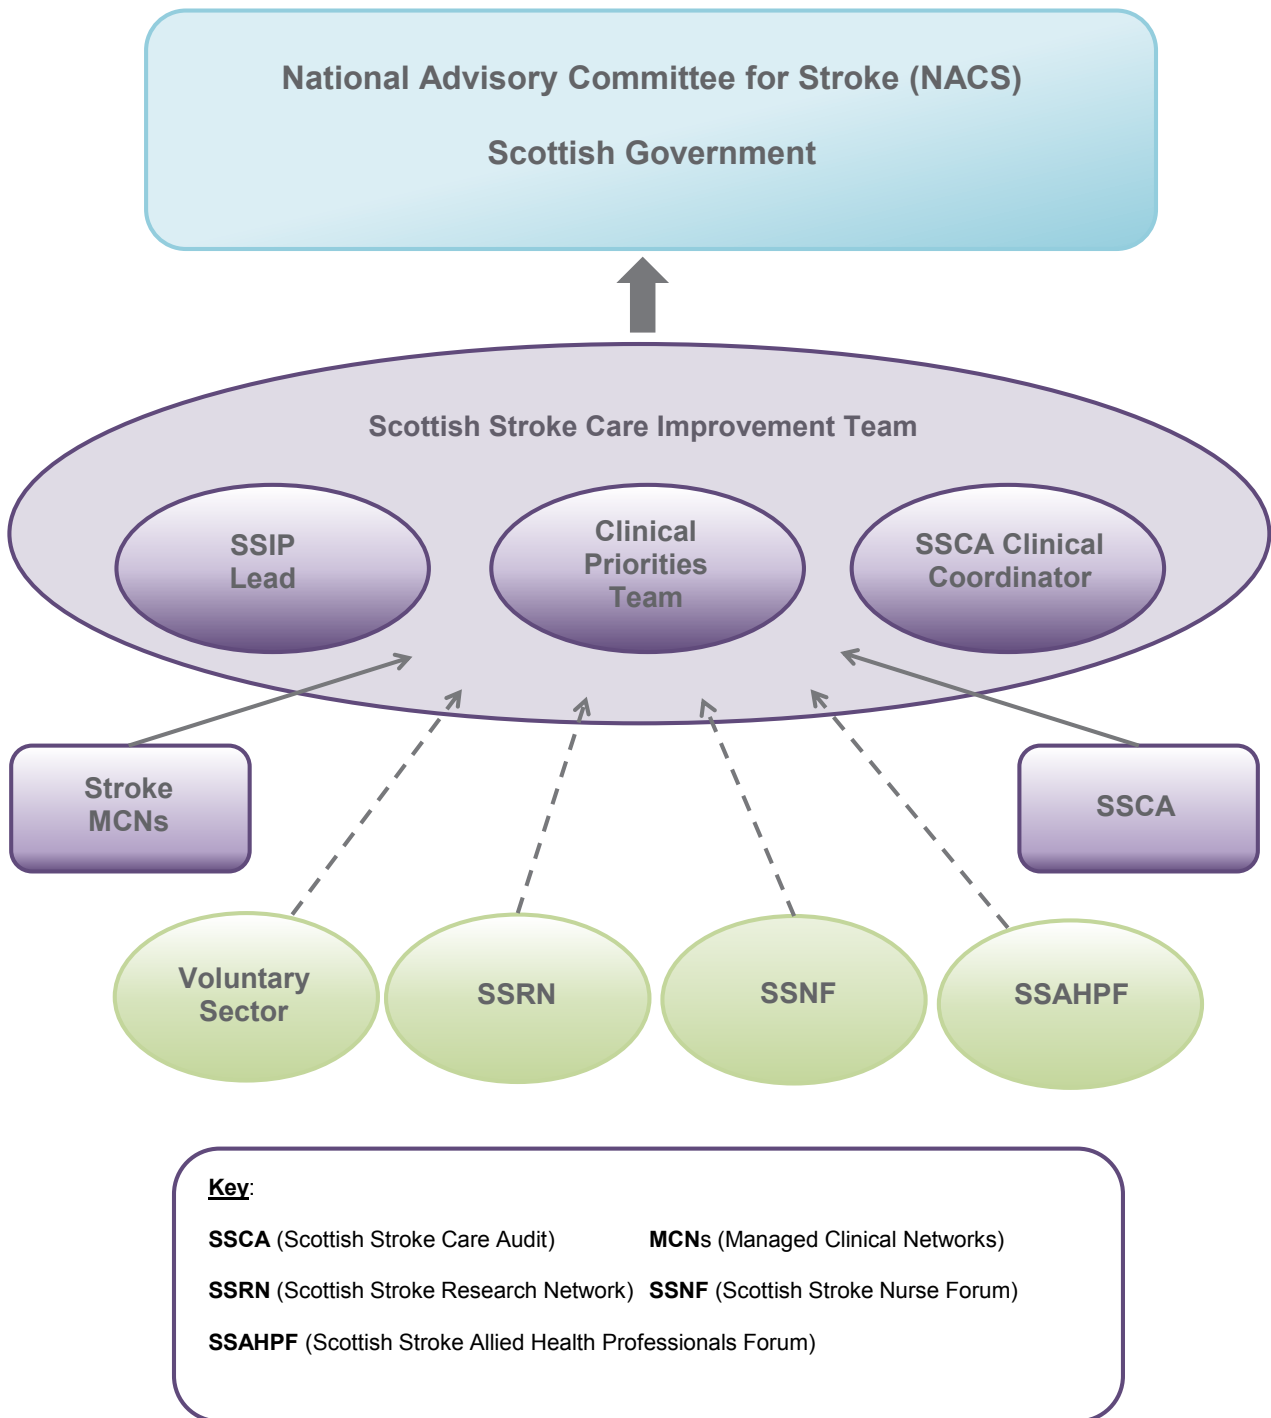 National Advisory Committee for Stroke (NACS)
Scottish Government
Scottish Stroke Care Improvement Team
SSIP
Lead
Clinical
Priorities
Team
SSCA Clinical
Coordinator
Stroke
MCNs
SSCA
Voluntary
Sector
SSRN
SSNF
SSAHPF
Key:
SSCA (Scottish Stroke Care Audit) MCNs (Managed Clinical Networks)
SSRN (Scottish Stroke Research Network) SSNF (Scottish Stroke Nurse Forum)
SSAHPF (Scottish Stroke Allied Health Professionals Forum)